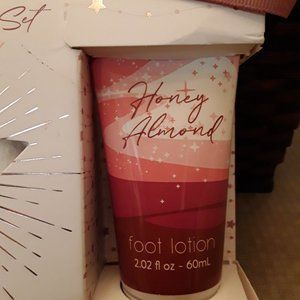 Set
Honey
Almond
foot lotion
2.02 fl oz - 60mL